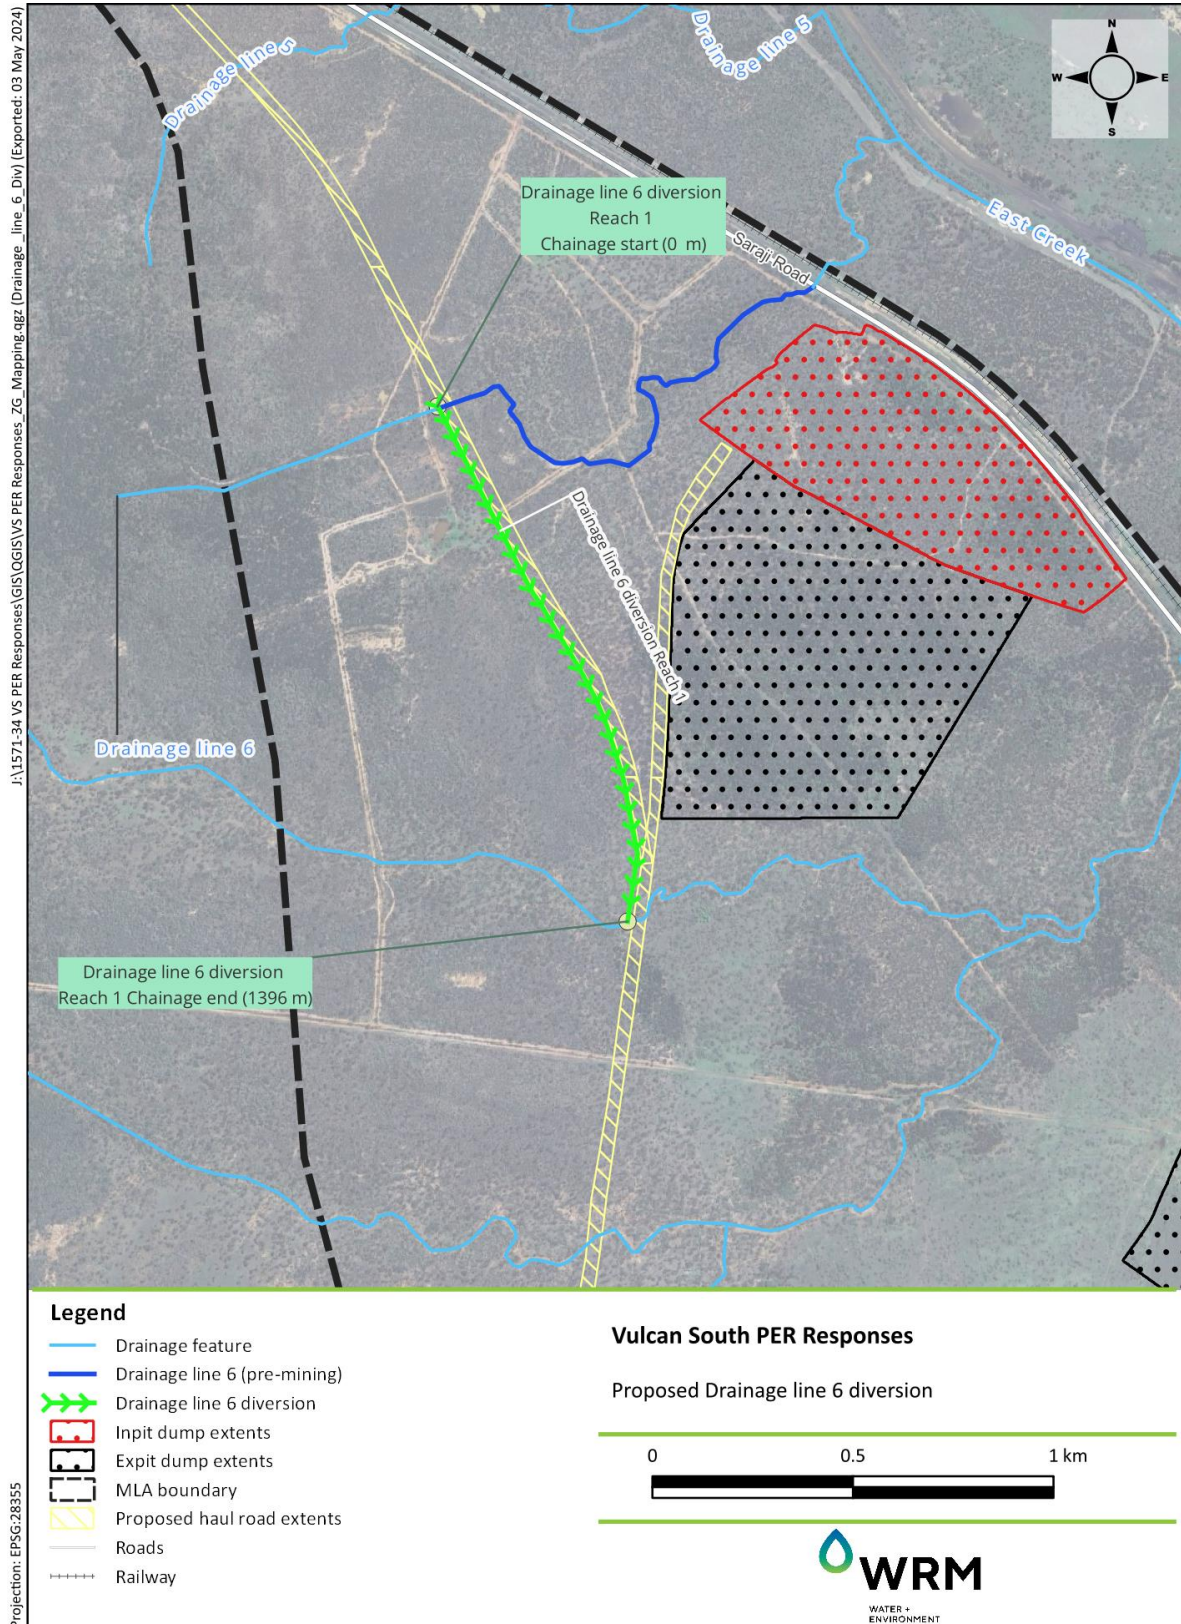 J:\1571-34 VS PER Responses\GIS\QGIS\VS PER Responses_ZG_Mapping.qgz (Drainage_line_6_Div) (Exported: 03 May 2024)
Projection: EPSG:28355
Drainage line 5
Drainage line 5
N
W
E
S
Drainage line 6 diversion
Reach 1
Chainage start (0 m)
Saraji Road
East Creek
Drainage line 6 diversion Reach 1
Drainage line 6
Drainage line 6 diversion
Reach 1 Chainage end (1396 m)
Legend
Drainage feature
Drainage line 6 (pre-mining)
Drainage line 6 diversion
Inpit dump extents
Expit dump extents
MLA boundary
Proposed haul road extents
Roads
Railway
Vulcan South PER Responses
Proposed Drainage line 6 diversion
0 0.5 1 km
WRM
WATER +
ENVIRONMENT